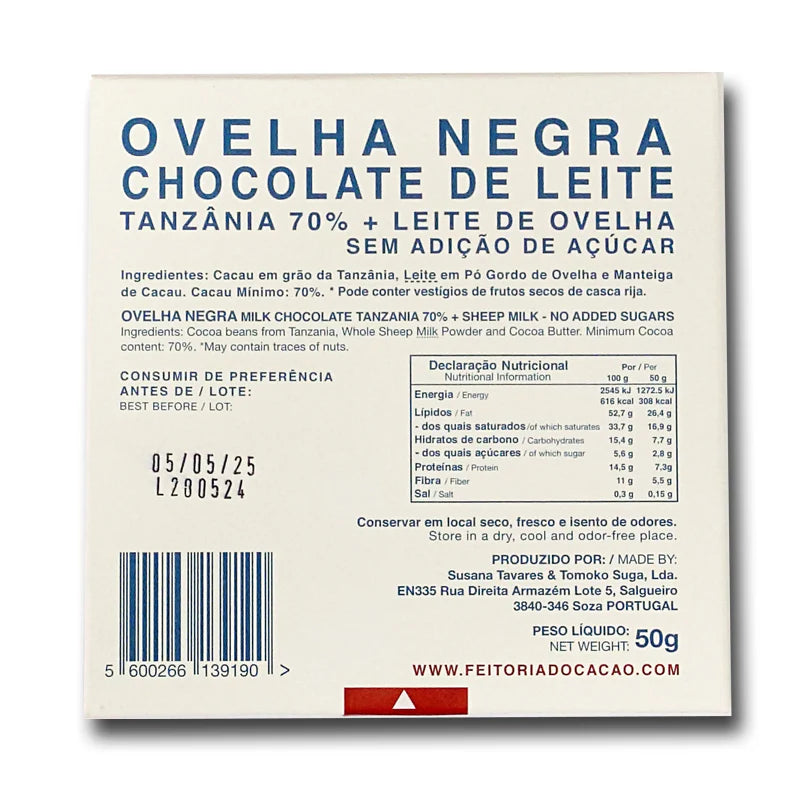 OVELHA NEGRA
CHOCOLATE DE LEITE
TANZÂNIA 70% + LEITE DE OVELHA
SEM ADIÇÃO DE AÇÚCAR
Ingredientes: Cacau em grão da Tanzânia, Leite em Pó Gordo de Ovelha e Manteiga
de Cacau. Cacau Mínimo: 70%. * Pode conter vestígios de frutos secos de casca rija.
OVELHA NEGRA MILK CHOCOLATE TANZANIA 70% + SHEEP MILK - NO ADDED SUGARS
Ingredients: Cocoa beans from Tanzania, Whole Sheep Milk Powder and Cocoa Butter. Minimum Cocoa
content: 70%. *May contain traces of nuts.
CONSUMIR DE PREFERÊNCIA
ANTES DE / LOTE:
BEST BEFORE / LOT:
05/05/25
L280524
Declaração Nutricional Por / Per
Nutritional Information 100 g 50 g
Energia / Energy 2545 kJ 1272.5 kJ
616 kcal 308 kcal
Lípidos / Fat 52,7 g 26,4 g
- dos quais saturados/of which saturates 33,7 g 16,9 g
Hidratos de carbono / Carbohydrates 15,4 g 7,7 g
- dos quais açúcares / of which sugar 5,6 g 2,8 g
Proteínas / Protein 14,5 g 7,3g
Fibra / Fiber 11 g 5,5 g
Sal / Salt 0,3 g 0,15 g
Conservar em local seco, fresco e isento de odores.
Store in a dry, cool and odor-free place.
PRODUZIDO POR: / MADE BY:
Susana Tavares & Tomoko Suga, Lda.
EN335 Rua Direita Armazém Lote 5, Salgueiro
3840-346 Soza PORTUGAL
PESO LÍQUIDO: 50g
NET WEIGHT:
5 600266 139190 >
WWW.FEITORIADOCACAO.COM